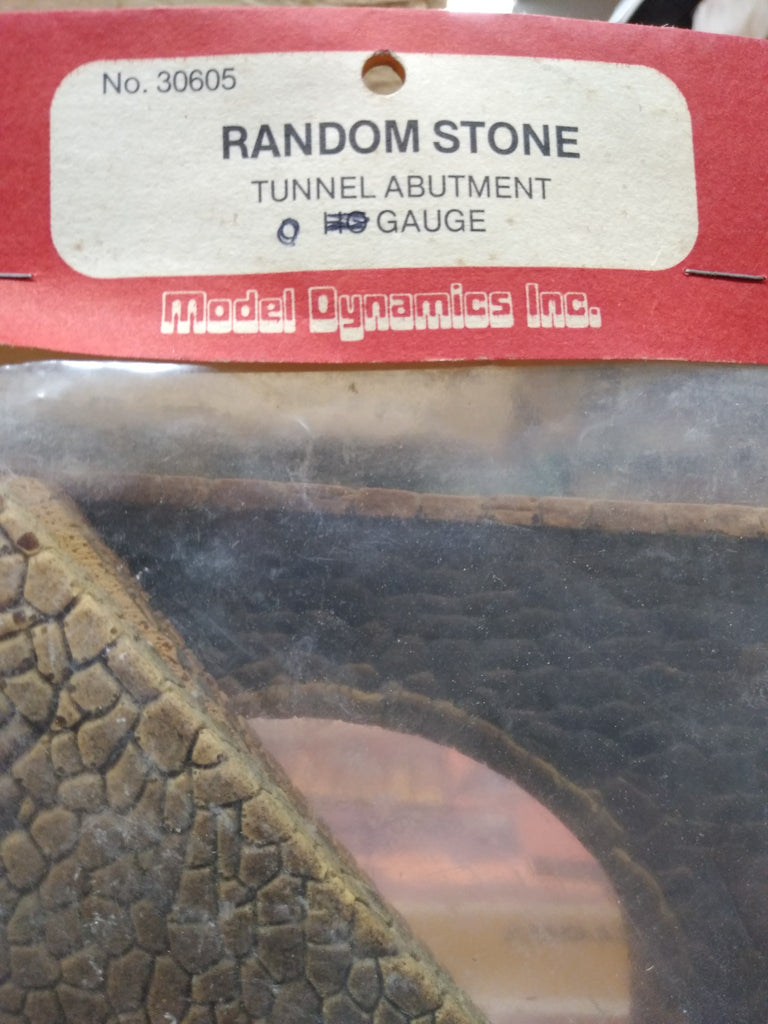 No. 30605
RANDOM STONE
TUNNEL ABUTMENT
O HO GAUGE
Model Dynamics Inc.